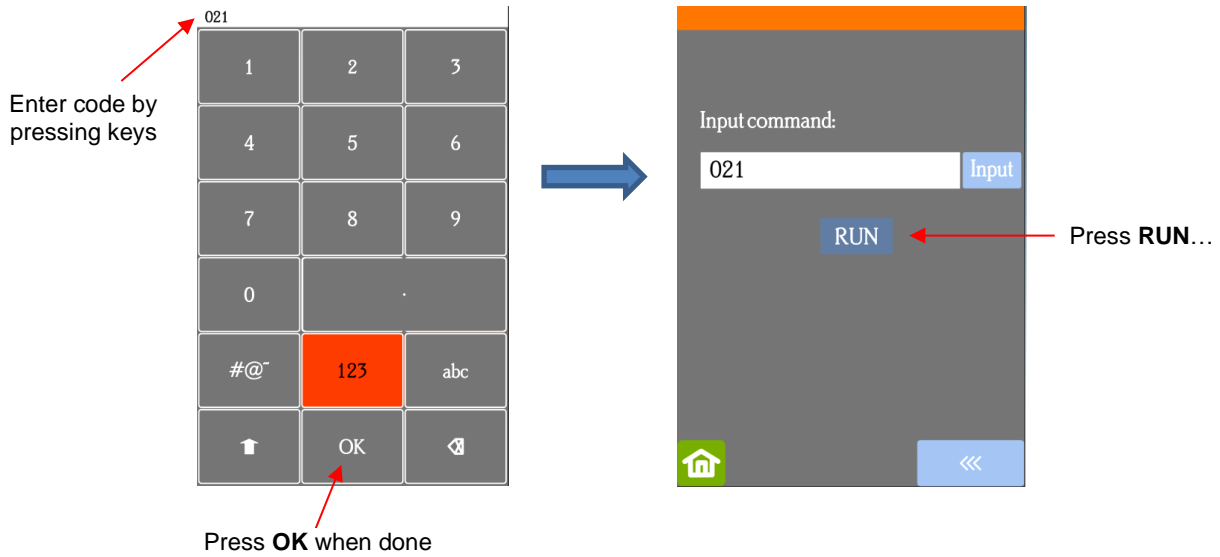 021
1 2 3
Enter code by
pressing keys
4 5 6
7 8 9
0 .
#@~ 123 abc
OK
Press OK when done
Input command:
021 Input
RUN
Press RUN…